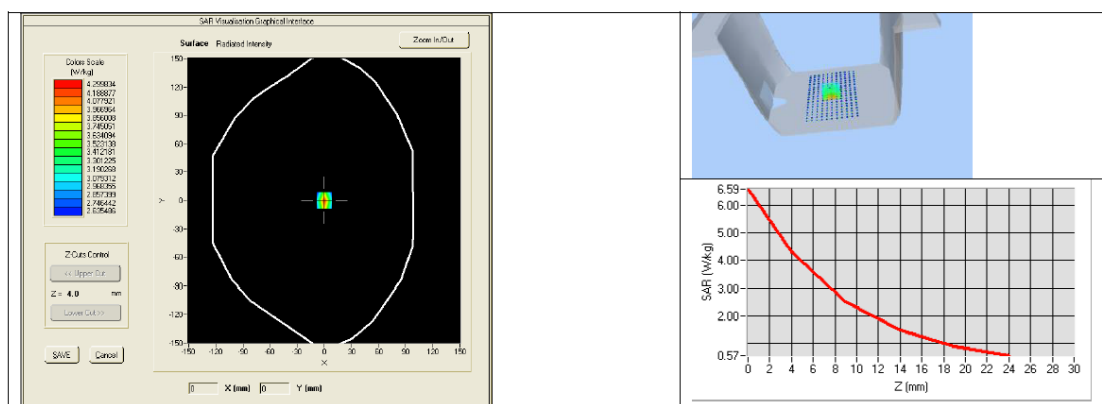 SAR Visualisation Graphical Interface
Surface Radiated Intensity
Zoom In/Out
Colors Scale
(W/kg)
4.299834
4.188877
4.077921
3.966964
3.856008
3.745051
3.634094
3.523138
3.412181
3.301225
3.190268
3.079312
2.968355
2.857399
2.746442
2.635486
Z-Cuts Control
<< Upper Cut
Z = 4.0 mm
Lower Cut >>
SAVE Cancel
150
120
90
60
30
Y 0
-30
-60
-90
-120
-150
-150 -120 -90 -60 -30 0 30 60 90 120 150
X
0 X (mm) 0 Y (mm)
6.59
6.00
5.00
4.00
3.00
2.00
0.57
SAR (W/kg)
0 2 4 6 8 10 12 14 16 18 20 22 24 26 28 30
Z (mm)